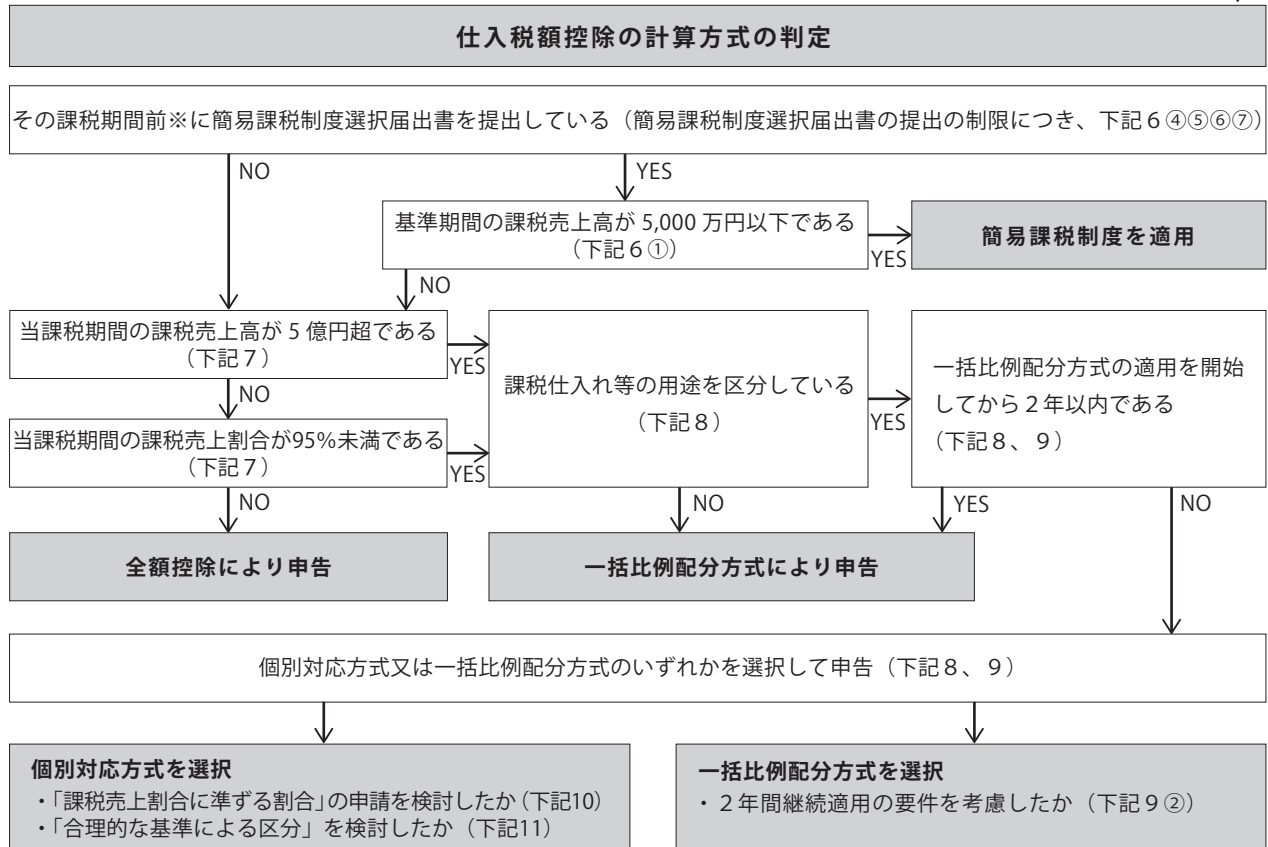 仕入税額控除の計算方式の判定
その課税期間前※に簡易課税制度選択届出書を提出している（簡易課税制度選択届出書の提出の制限につき、下記６④⑤⑥⑦）
NO
YES
基準期間の課税売上高が 5,000 万円以下である
（下記６①）
YES
簡易課税制度を適用
NO
当課税期間の課税売上高が５億円超である
（下記７）
YES
課税仕入れ等の用途を区分している
（下記８）
YES
一括比例配分方式の適用を開始
してから２年以内である
（下記８、９）
NO
当課税期間の課税売上割合が95%未満である
（下記７）
YES
NO
NO
YES
NO
全額控除により申告
一括比例配分方式により申告
個別対応方式又は一括比例配分方式のいずれかを選択して申告（下記８、９）
個別対応方式を選択
・「課税売上割合に準ずる割合」の申請を検討したか（下記10）
・「合理的な基準による区分」を検討したか（下記11）
一括比例配分方式を選択
・２年間継続適用の要件を考慮したか（下記９②）